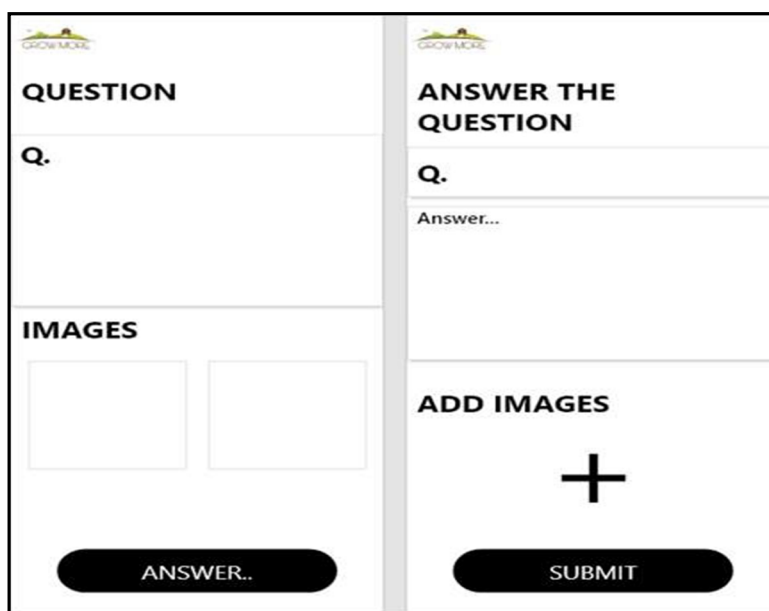 GROW MORE
QUESTION
Q.
IMAGES
ANSWER..
GROW MORE
ANSWER THE
QUESTION
Q.
Answer...
ADD IMAGES
SUBMIT